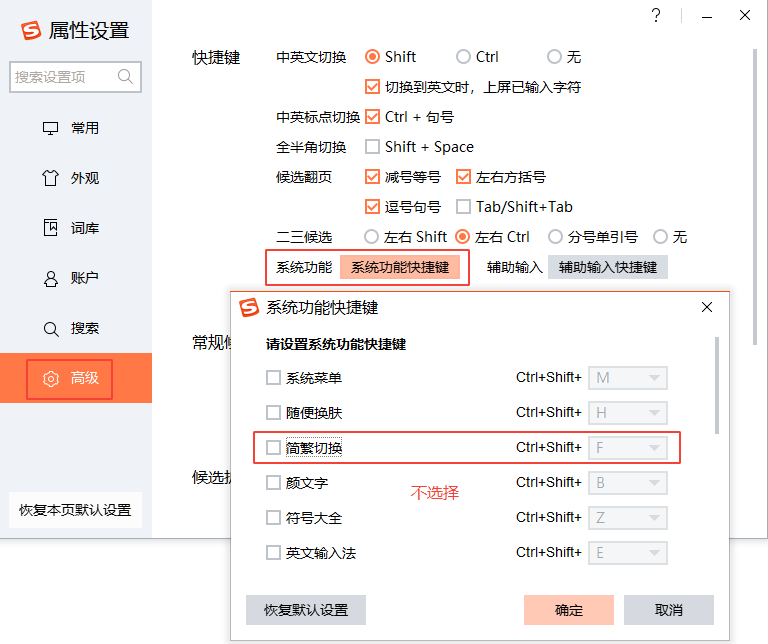 属性设置
搜索设置项
常用
外观
词库
账户
搜索
高级
恢复本页默认设置
?
快捷键 中英文切换 Shift Ctrl 无
切换到英文时，上屏已输入字符
中英标点切换 Ctrl + 句号
全半角切换 Shift + Space
候选翻页 减号等号 左右方括号
逗号句号 Tab/Shift+Tab
二三候选 左右 Shift 左右 Ctrl 分号单引号 无
系统功能 系统功能快捷键 辅助输入 辅助输入快捷键
常规候
候选扩
系统功能快捷键
请设置系统功能快捷键
系统菜单 Ctrl+Shift+ M
随便换肤 Ctrl+Shift+ H
简繁切换 Ctrl+Shift+ F
颜文字 Ctrl+Shift+ B
不选择
符号大全 Ctrl+Shift+ Z
英文输入法 Ctrl+Shift+ E
恢复默认设置 确定 取消